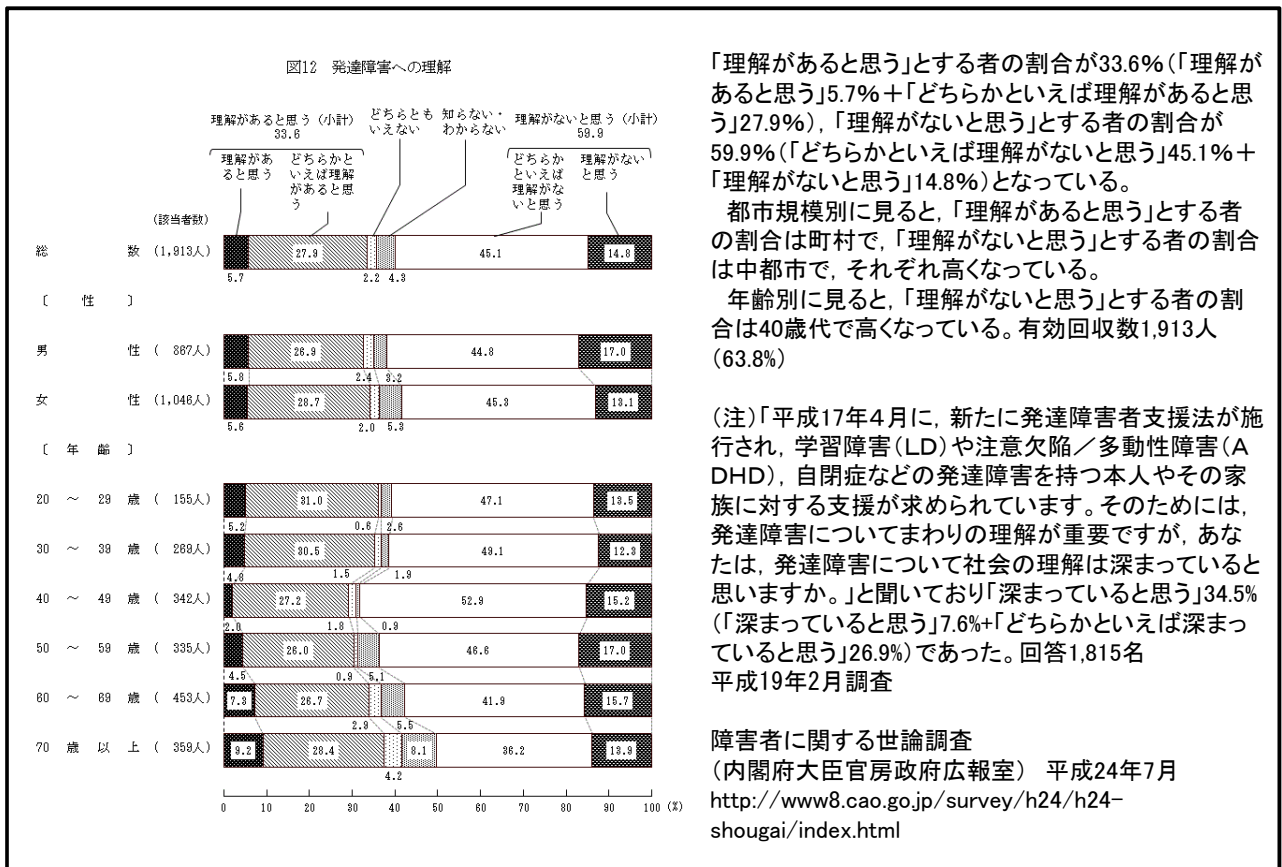 図12 発達障害への理解
理解があると思う(小計)
33.6
どちらとも
いえない
知らない・
わからない
理解がないと思う(小計)
59.9
理解があ
ると思う
どちらかと
いえば理解
があると思
う
どちらか
といえば
理解がな
いと思う
理解がない
と思う
(該当者数)
総 数 (1,913人) 27.9 45.1 14.8
5.7 2.2 4.3
〔 性 〕
男 性 ( 867人) 26.9 44.8 17.0
5.8 2.4 3.2
女 性 (1,046人) 28.7 45.3 13.1
5.6 2.0 5.3
〔 年 齢 〕
20 ~ 29 歳 ( 155人) 31.0 47.1 13.5
5.2 0.6 2.6
30 ~ 39 歳 ( 269人) 30.5 49.1 12.3
4.8 1.5 1.9
40 ~ 49 歳 ( 342人) 27.2 52.9 15.2
2.0 1.8 0.9
50 ~ 59 歳 ( 335人) 26.0 46.6 17.0
4.5 0.9 5.1
60 ~ 69 歳 ( 453人) 7.3 26.7 41.9 15.7
2.9 5.5
70 歳 以 上 ( 359人) 9.2 28.4 8.1 36.2 13.9
4.2
0 10 20 30 40 50 60 70 80 90 100 (%)
「理解があると思う」とする者の割合が33.6%(「理解が
あると思う」5.7%+「どちらかといえば理解があると思
う」27.9%),「理解がないと思う」とする者の割合が
59.9%(「どちらかといえば理解がないと思う」45.1%+
「理解がないと思う」14.8%)となっている。
都市規模別に見ると,「理解があると思う」とする者
の割合は町村で,「理解がないと思う」とする者の割合
は中都市で, それぞれ高くなっている。
年齢別に見ると,「理解がないと思う」とする者の割
合は40歳代で高くなっている。有効回収数1,913人
(63.8%)
(注)「平成17年4月に, 新たに発達障害者支援法が施
行され, 学習障害(LD)や注意欠陥/多動性障害(A
DHD), 自閉症などの発達障害を持つ本人やその家
族に対する支援が求められています。そのためには,
発達障害についてまわりの理解が重要ですが, あな
たは, 発達障害について社会の理解は深まっていると
思いますか。」と聞いており「深まっていると思う」34.5%
(「深まっていると思う」7.6%+「どちらかといえば深まっ
ていると思う」26.9%)であった。回答1,815名
平成19年2月調査
障害者に関する世論調査
(内閣府大臣官房政府広報室) 平成24年7月
http://www8.cao.go.jp/survey/h24/h24-
shougai/index.html